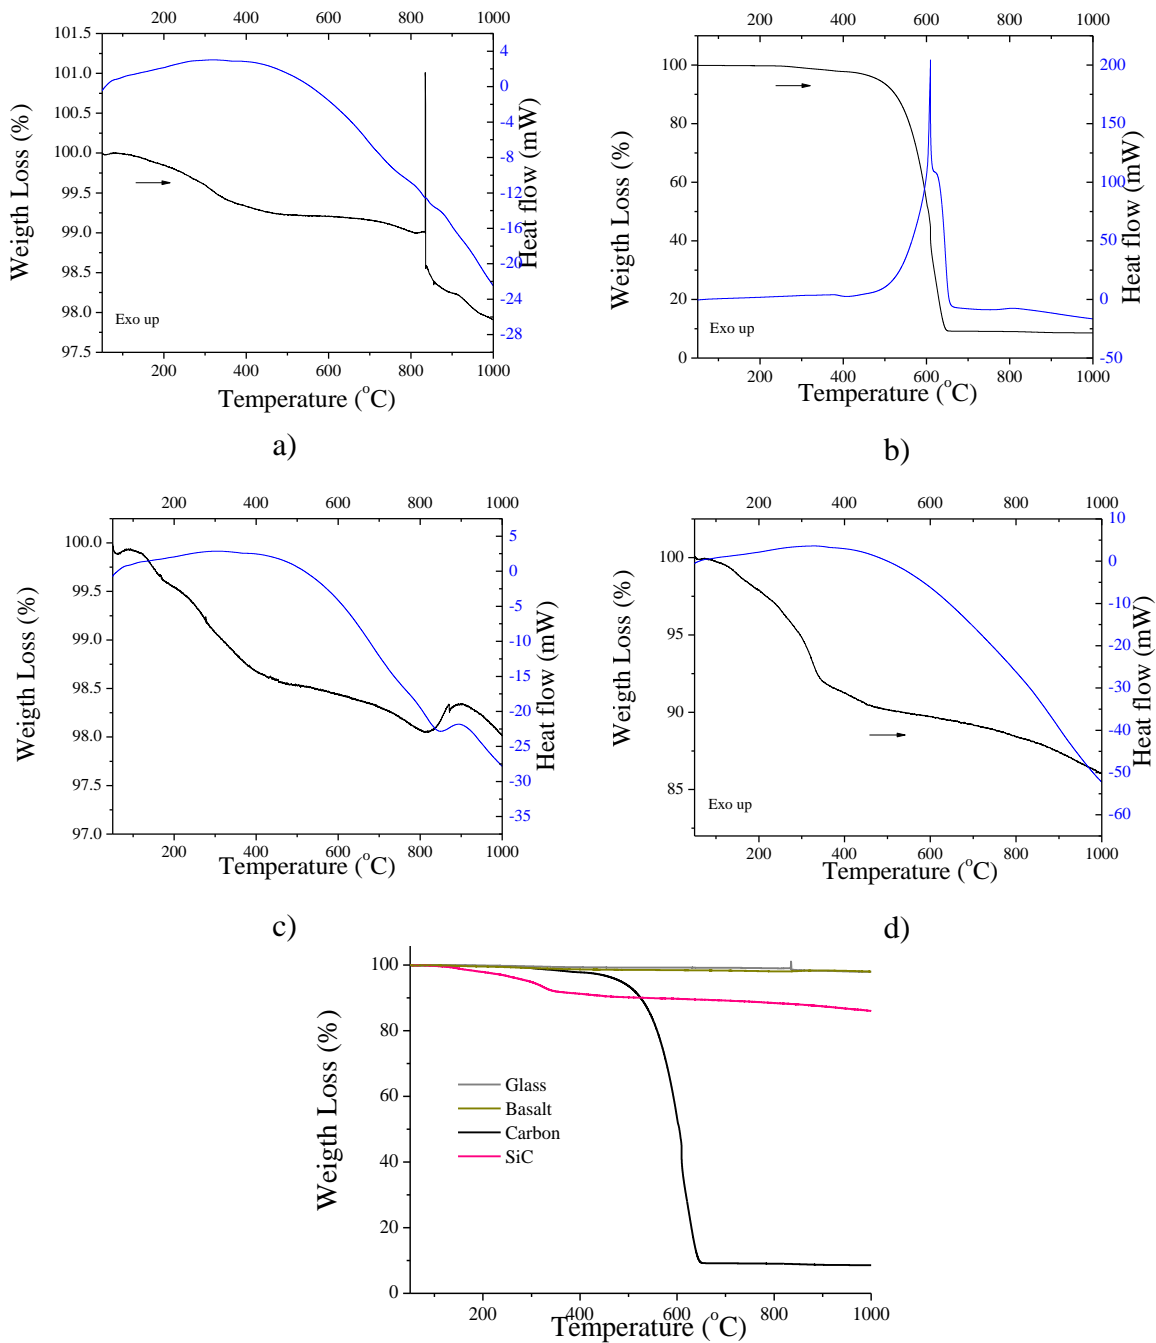 200 400 600 800 1000
101.5
101.0
100.5
100.0
99.5
99.0
98.5
98.0
97.5
Weigth Loss (%)
4
0
-4
-8
-12
-16
-20
-24
-28
Heat flow (mW)
Exo up
200 400 600 800 1000
Temperature (°C)
a)
200 400 600 800 1000
100
80
60
40
20
0
Weigth Loss (%)
200
150
100
50
0
-50
Heat flow (mW)
Exo up
200 400 600 800 1000
Temperature (°C)
b)
200 400 600 800 1000
100.0
99.5
99.0
98.5
98.0
97.5
97.0
Weigth Loss (%)
5
0
-5
-10
-15
-20
-25
-30
-35
Heat flow (mW)
200 400 600 800 1000
Temperature (°C)
c)
200 400 600 800 1000
100
95
90
85
Weigth Loss (%)
10
0
-10
-20
-30
-40
-50
-60
Heat flow (mW)
Exo up
200 400 600 800 1000
Temperature (°C)
d)
100
80
60
40
20
0
Weigth Loss (%)
Glass
Basalt
Carbon
SiC
200 400 600 800 1000
Temperature (°C)